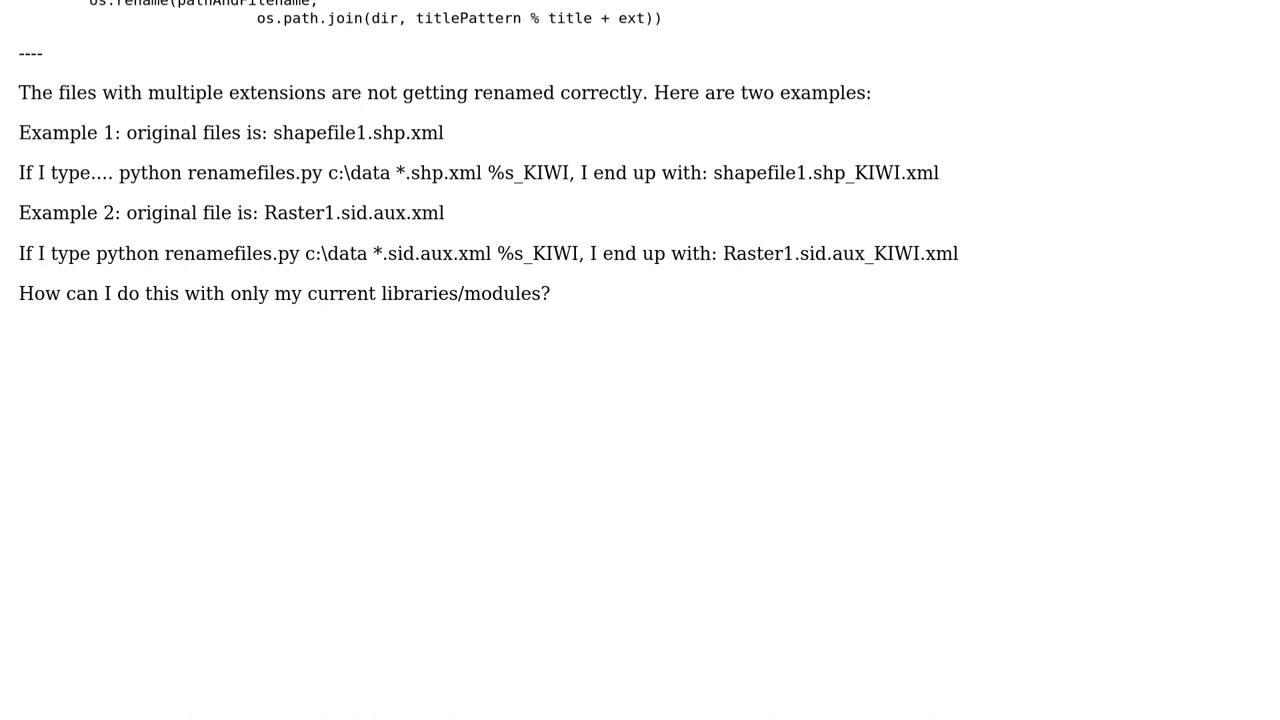 os.rename(pathAndFilename,
os.path.join(dir, titlePattern % title + ext))
----
The files with multiple extensions are not getting renamed correctly. Here are two examples:
Example 1: original files is: shapefile1.shp.xml
If I type.... python renamefiles.py c:\data *.shp.xml %s_KIWI, I end up with: shapefile1.shp_KIWI.xml
Example 2: original file is: Raster1.sid.aux.xml
If I type python renamefiles.py c:\data *.sid.aux.xml %s_KIWI, I end up with: Raster1.sid.aux_KIWI.xml
How can I do this with only my current libraries/modules?